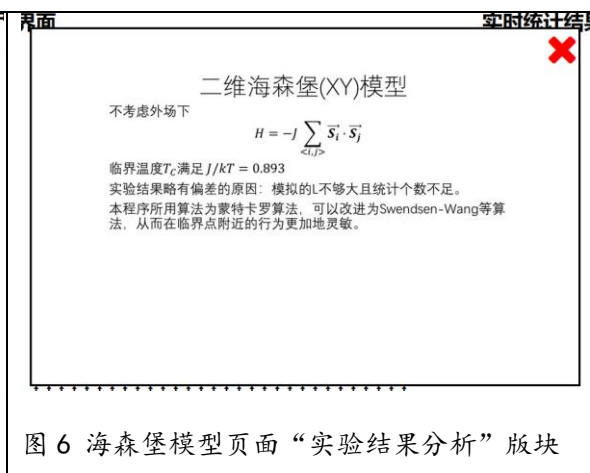 界面
实时统计结果
二维海森堡(XY)模型
不考虑外场下
H = −J ∑<i,j> S⃗i · S⃗j
临界温度TC满足 J/kT = 0.893
实验结果略有偏差的原因：模拟的L不够大且统计个数不足。
本程序所用算法为蒙特卡罗算法，可以改进为Swendsen-Wang等算
法，从而在临界点附近的行为更加地灵敏。
图 6 海森堡模型页面“实验结果分析”版块